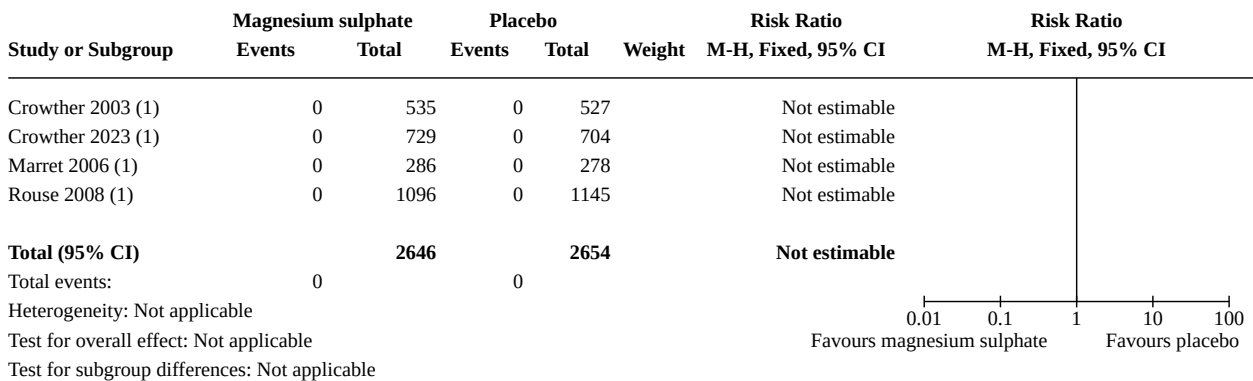 Magnesium sulphate Placebo Risk Ratio Risk Ratio
Study or Subgroup Events Total Events Total Weight M-H, Fixed, 95% CI M-H, Fixed, 95% CI
Crowther 2003 (1) 0 535 0 527 Not estimable
Crowther 2023 (1) 0 729 0 704 Not estimable
Marret 2006 (1) 0 286 0 278 Not estimable
Rouse 2008 (1) 0 1096 0 1145 Not estimable
Total (95% CI) 2646 2654 Not estimable
Total events: 0 0
Heterogeneity: Not applicable
0.01 0.1 1 10 100
Test for overall effect: Not applicable Favours magnesium sulphate Favours placebo
Test for subgroup differences: Not applicable